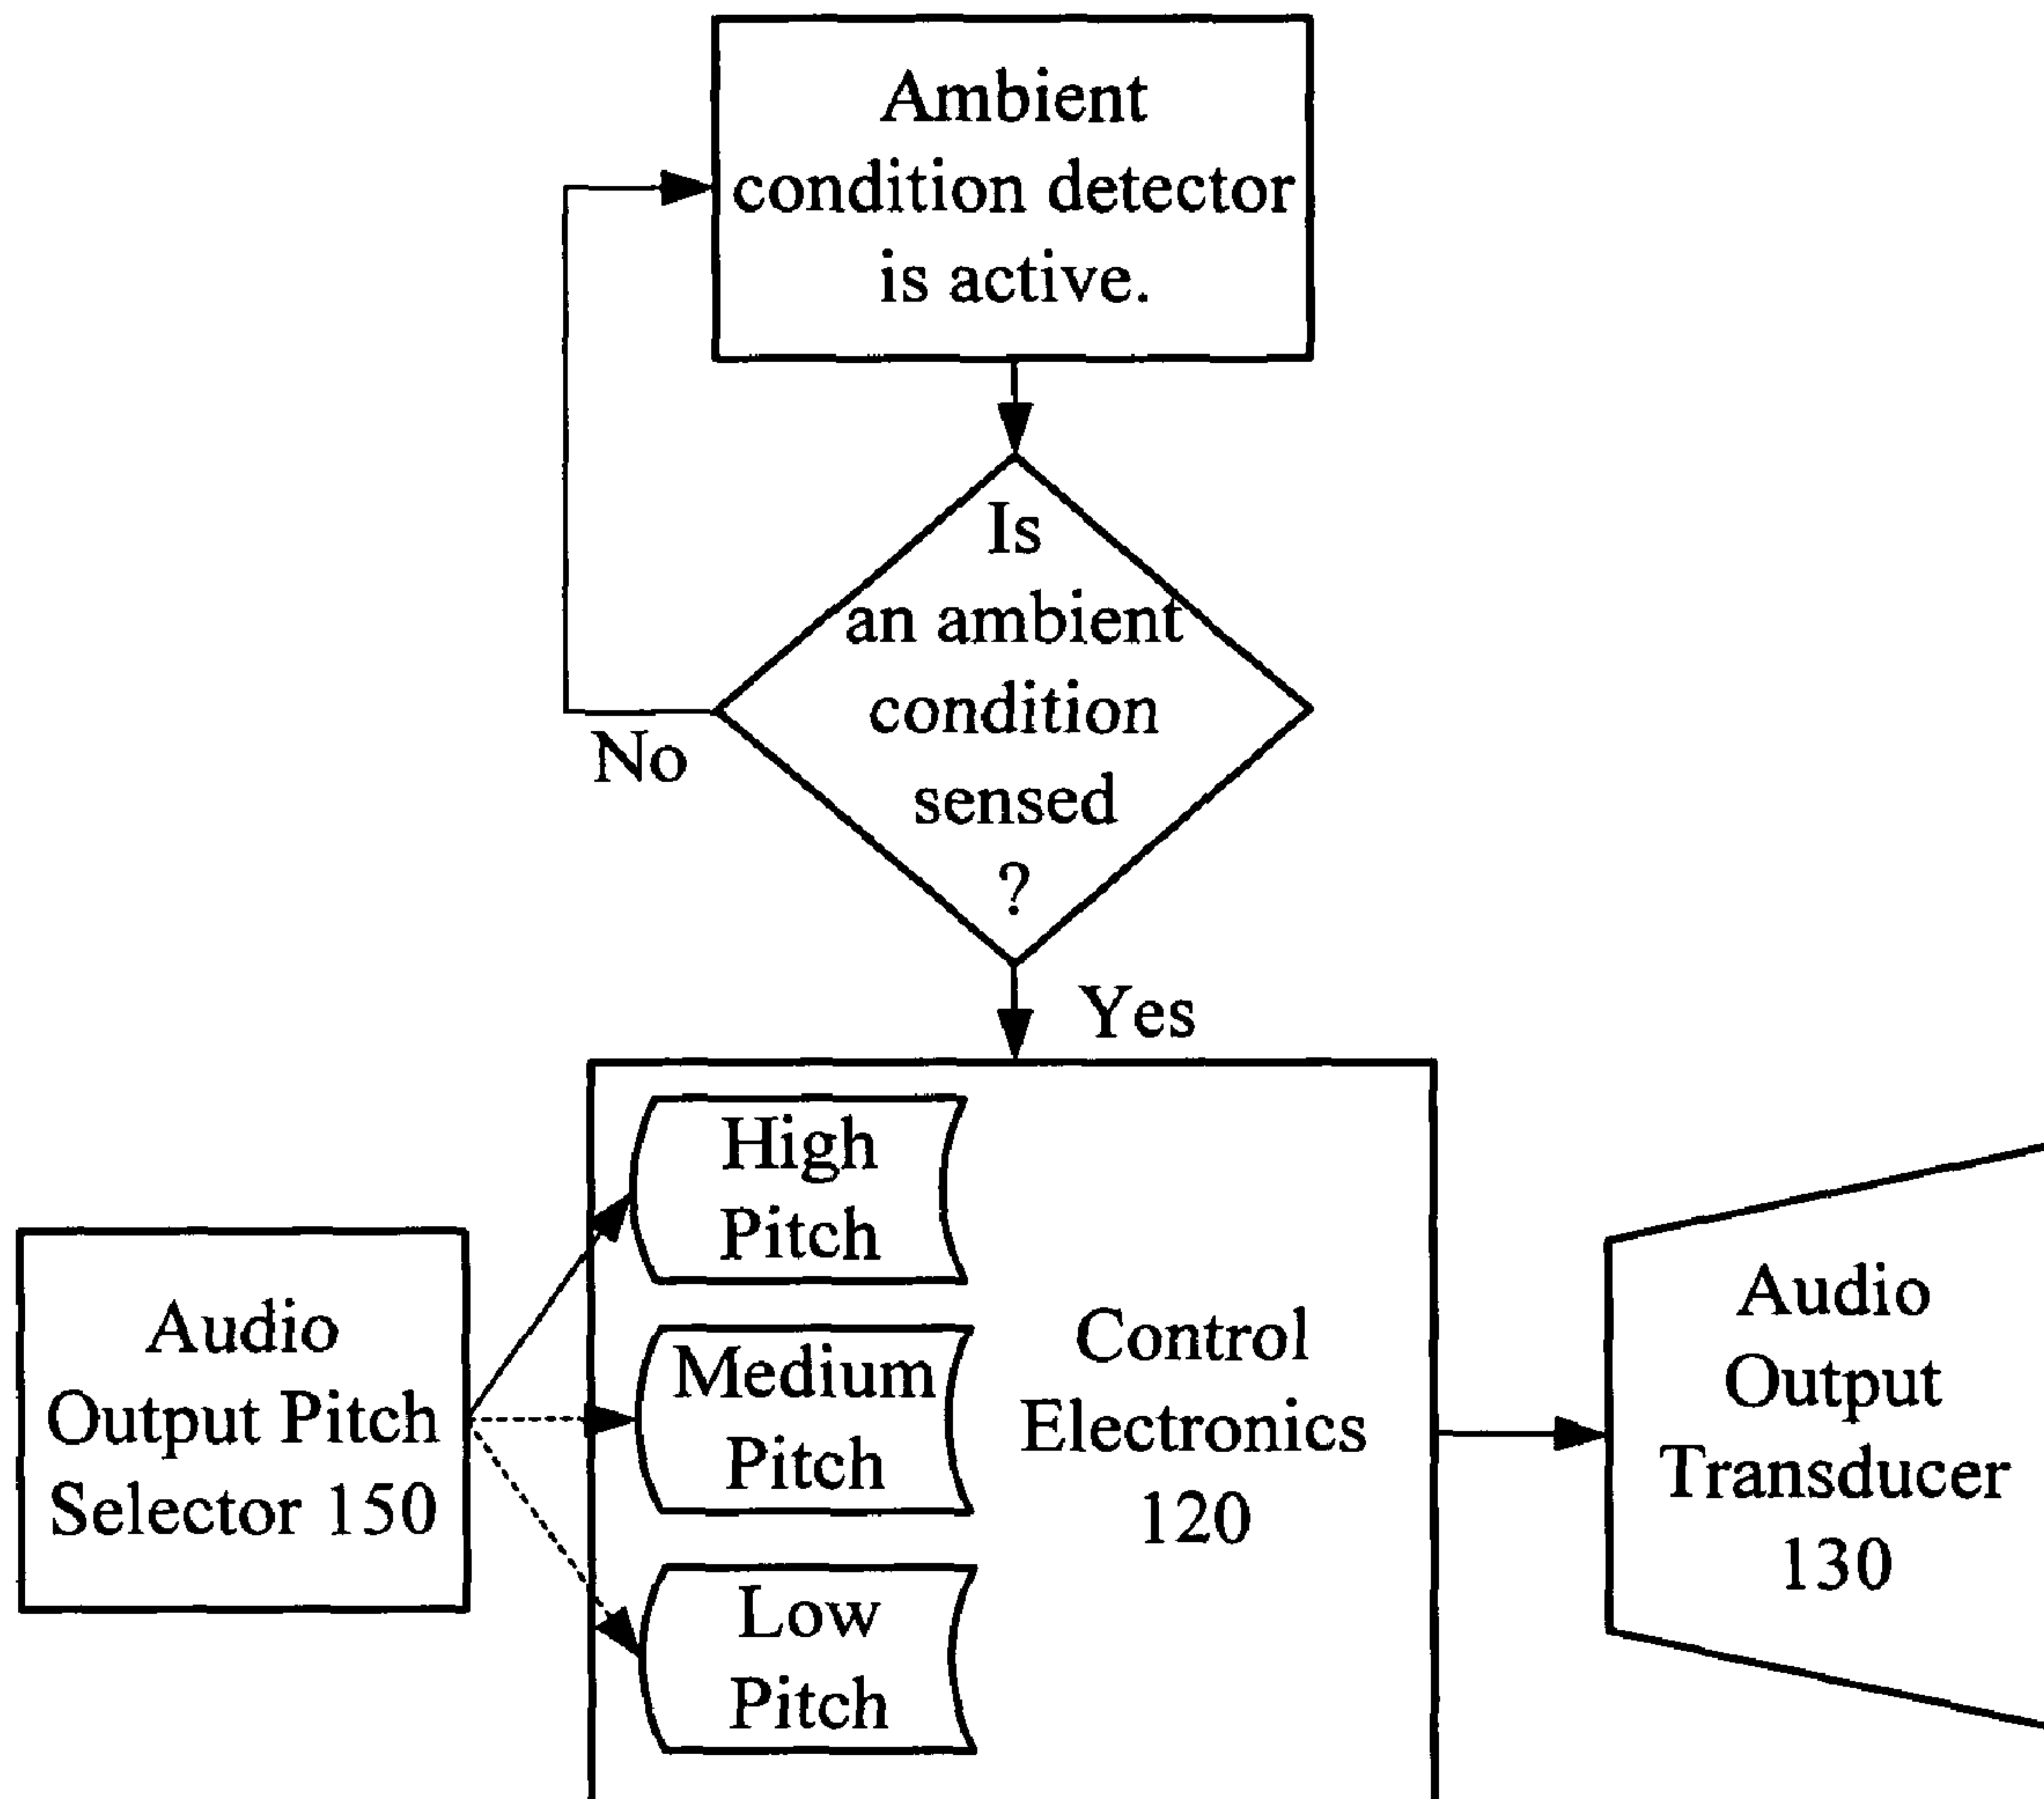 Ambient
condition detector
is active.
Is
an ambient
condition
sensed
?
No
Yes
High
Pitch
Medium
Pitch
Low
Pitch
Control
Electronics
120
Audio
Output Pitch
Selector 150
Audio
Output
Transducer
130